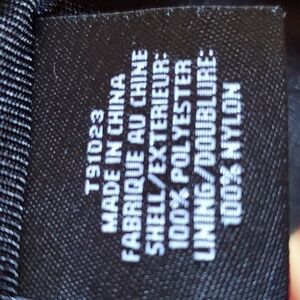 T91023
MADE IN CHINA
FABRIQUE AU CHINE
SHELL/EXTERIEUR:
100% POLYESTER
LINING/DOUBLURE:
100% NYLON